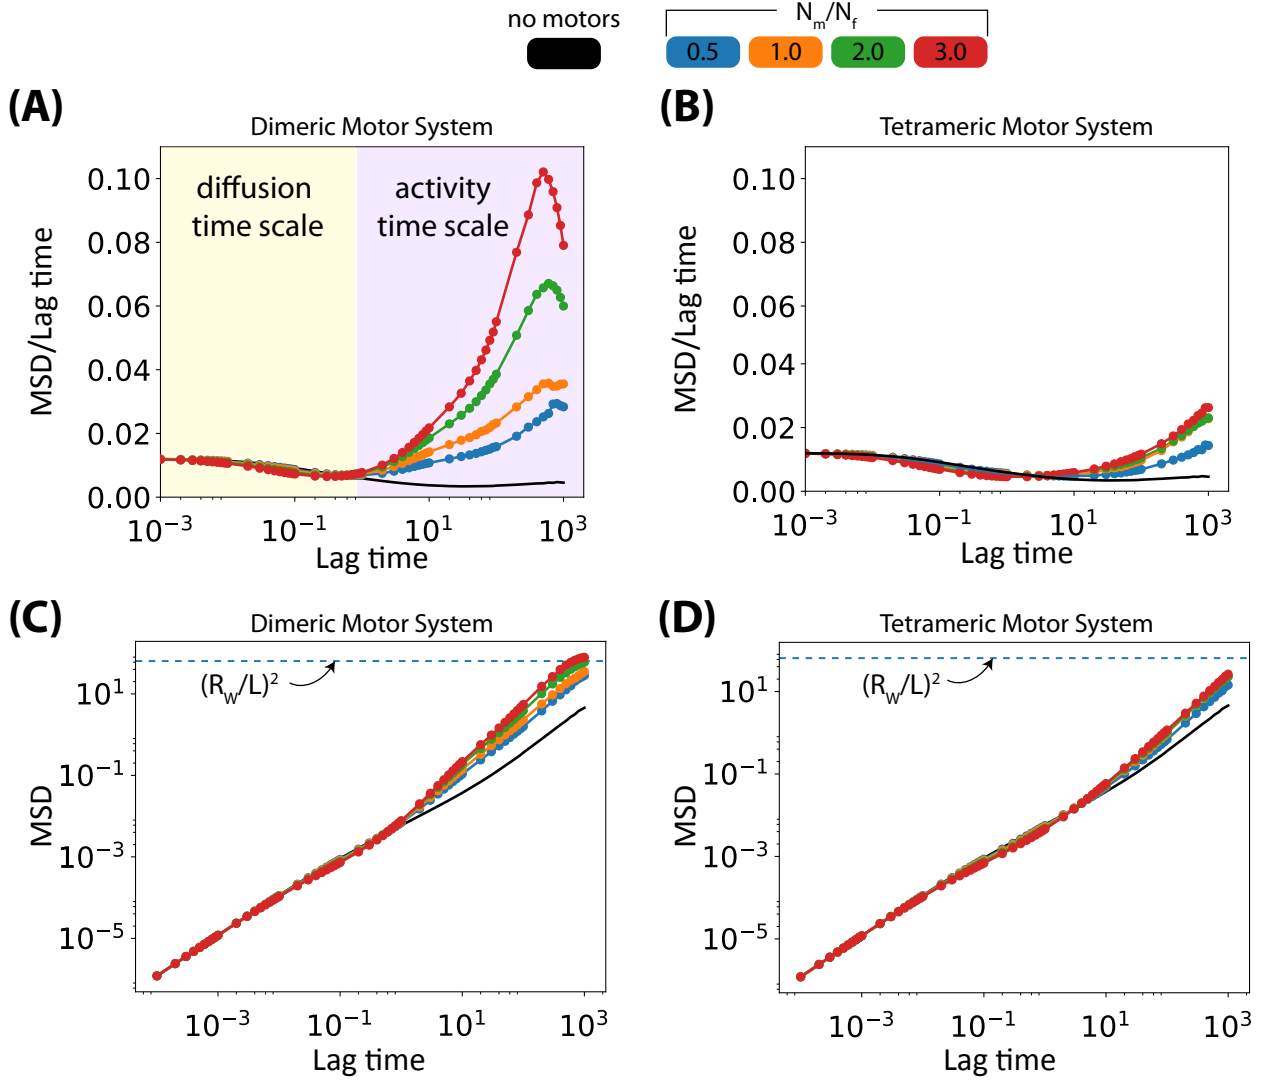 no motors
N_m/N_f
0.5 1.0 2.0 3.0
(A)
Dimeric Motor System
diffusion
time scale
activity
time scale
MSD/Lag time
0.10
0.08
0.06
0.04
0.02
0.00
10^−3 10^−1 10^1 10^3
Lag time
(B)
Tetrameric Motor System
MSD/Lag time
0.10
0.08
0.06
0.04
0.02
0.00
10^−3 10^−1 10^1 10^3
Lag time
(C)
Dimeric Motor System
(R_W/L)^2
MSD
10^1
10^−1
10^−3
10^−5
10^−3 10^−1 10^1 10^3
Lag time
(D)
Tetrameric Motor System
(R_W/L)^2
MSD
10^1
10^−1
10^−3
10^−5
10^−3 10^−1 10^1 10^3
Lag time